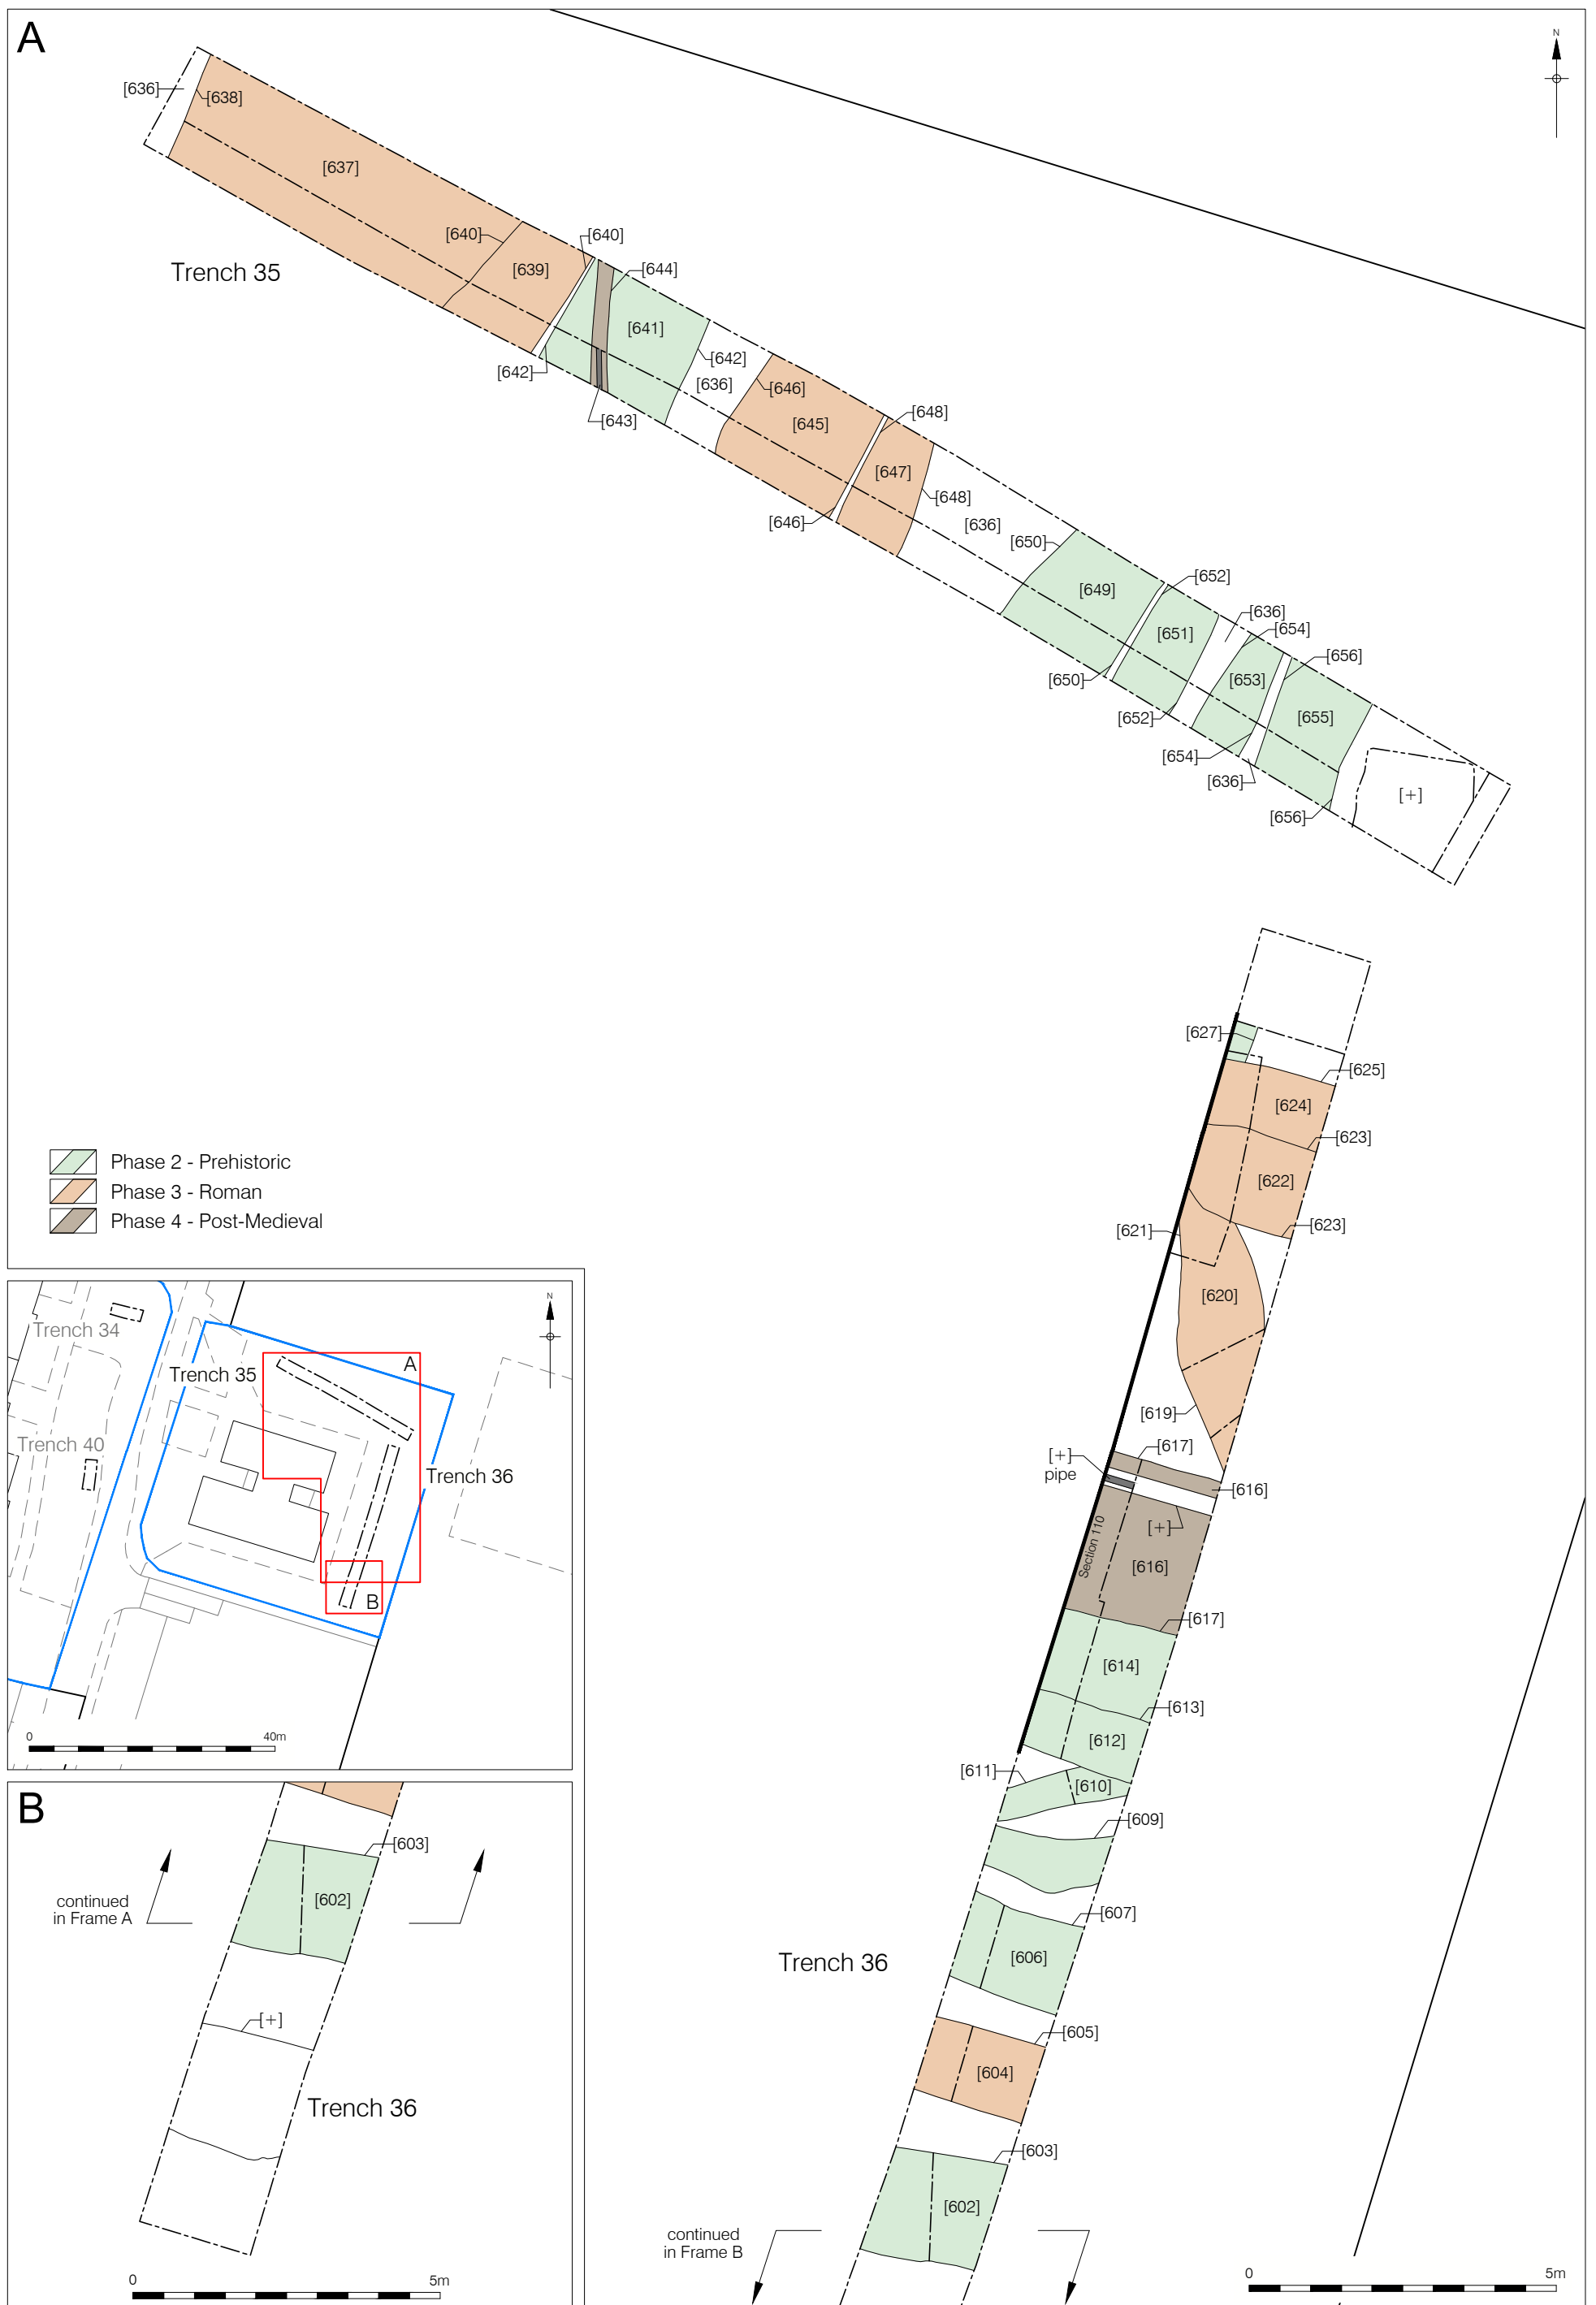 A
N
[636]
[638]
[637]
[640]
[640]
[639]
[644]
Trench 35
[641]
[642]
[642]
[636]
[646]
[643]
[645]
[648]
[647]
[648]
[646]
[636]
[650]
[649]
[652]
[636]
[651]
[654]
[656]
[650]
[653]
[652]
[655]
[654]
[636]
[+]
[656]
[627]
[625]
[624]
[623]
[622]
[623]
[621]
[620]
[619]
[617]
[+]
pipe
[616]
[+]
Section 110
[616]
[617]
[614]
[613]
[612]
[611]
[610]
[609]
[607]
[606]
Trench 36
[605]
[604]
[603]
[602]
continued
in Frame B
0 5m
Phase 2 - Prehistoric
Phase 3 - Roman
Phase 4 - Post-Medieval
N
Trench 34
A
Trench 35
Trench 40
Trench 36
B
0 40m
B
[603]
[602]
continued
in Frame A
[+]
Trench 36
0 5m